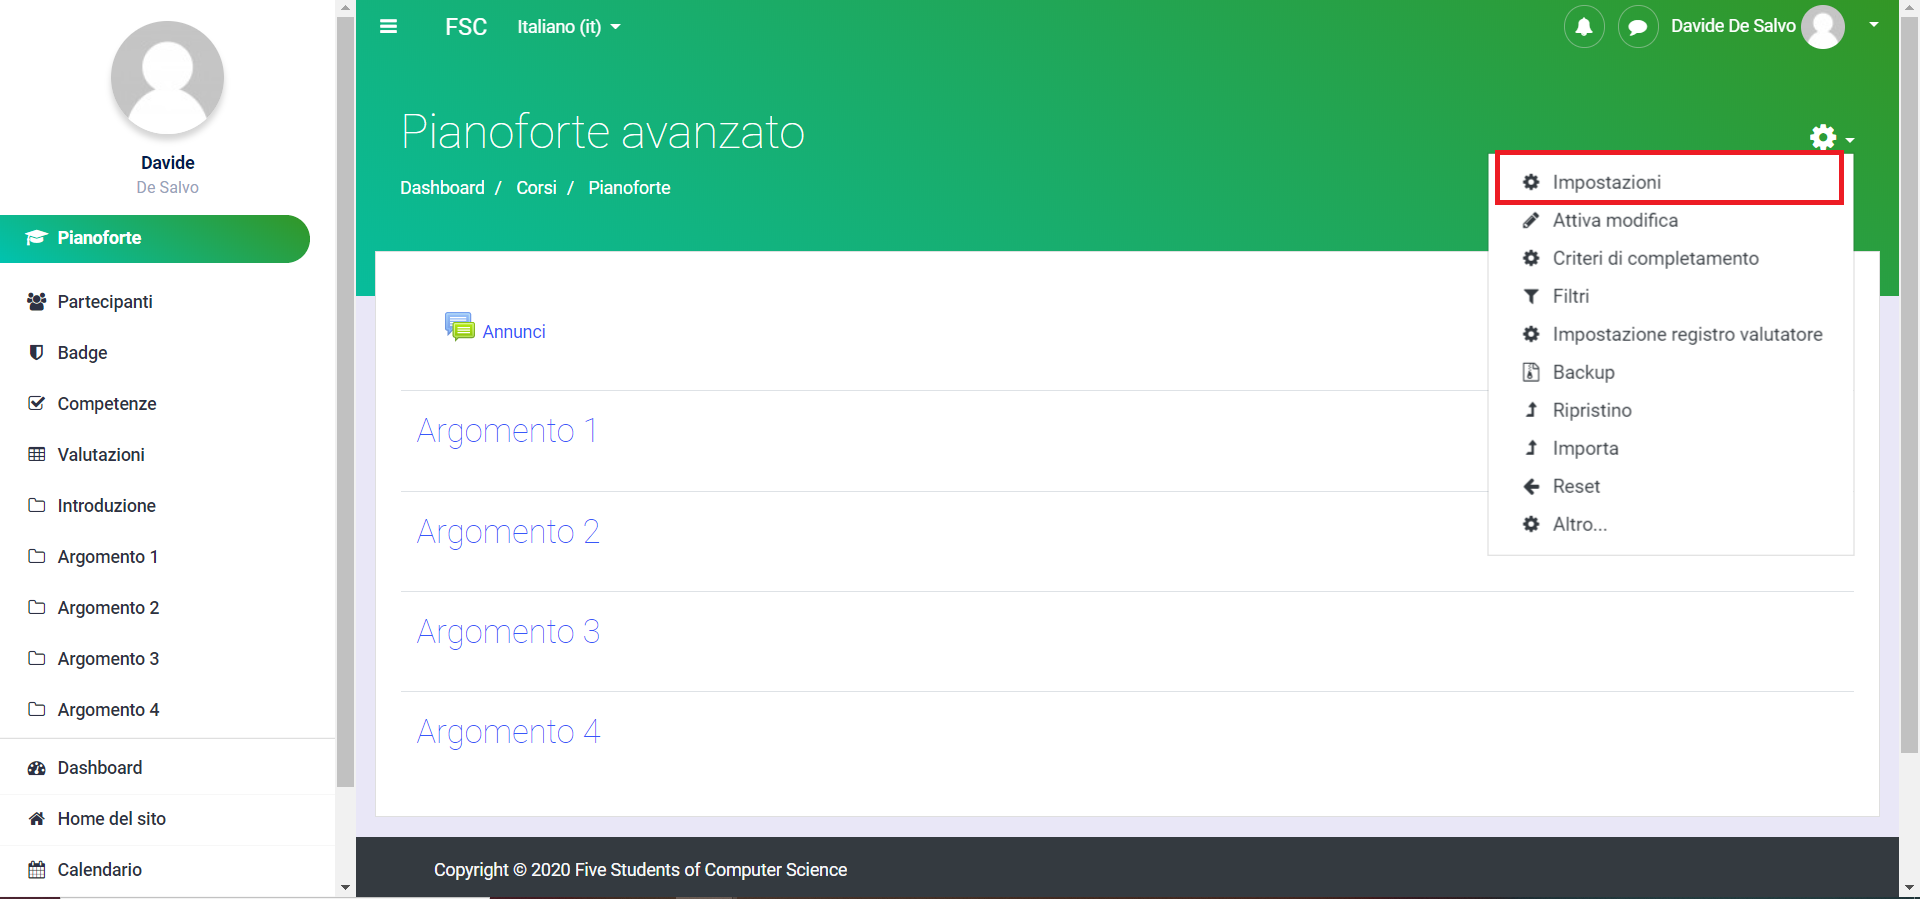 FSC
Italiano (it)
Davide De Salvo
Davide
De Salvo
Pianoforte
Partecipanti
Badge
Competenze
Valutazioni
Introduzione
Argomento 1
Argomento 2
Argomento 3
Argomento 4
Dashboard
Home del sito
Calendario
Pianoforte avanzato
Dashboard / Corsi / Pianoforte
Impostazioni
Attiva modifica
Criteri di completamento
Filtri
Impostazione registro valutatore
Backup
Ripristino
Importa
Reset
Altro...
Annunci
Argomento 1
Argomento 2
Argomento 3
Argomento 4
Copyright © 2020 Five Students of Computer Science